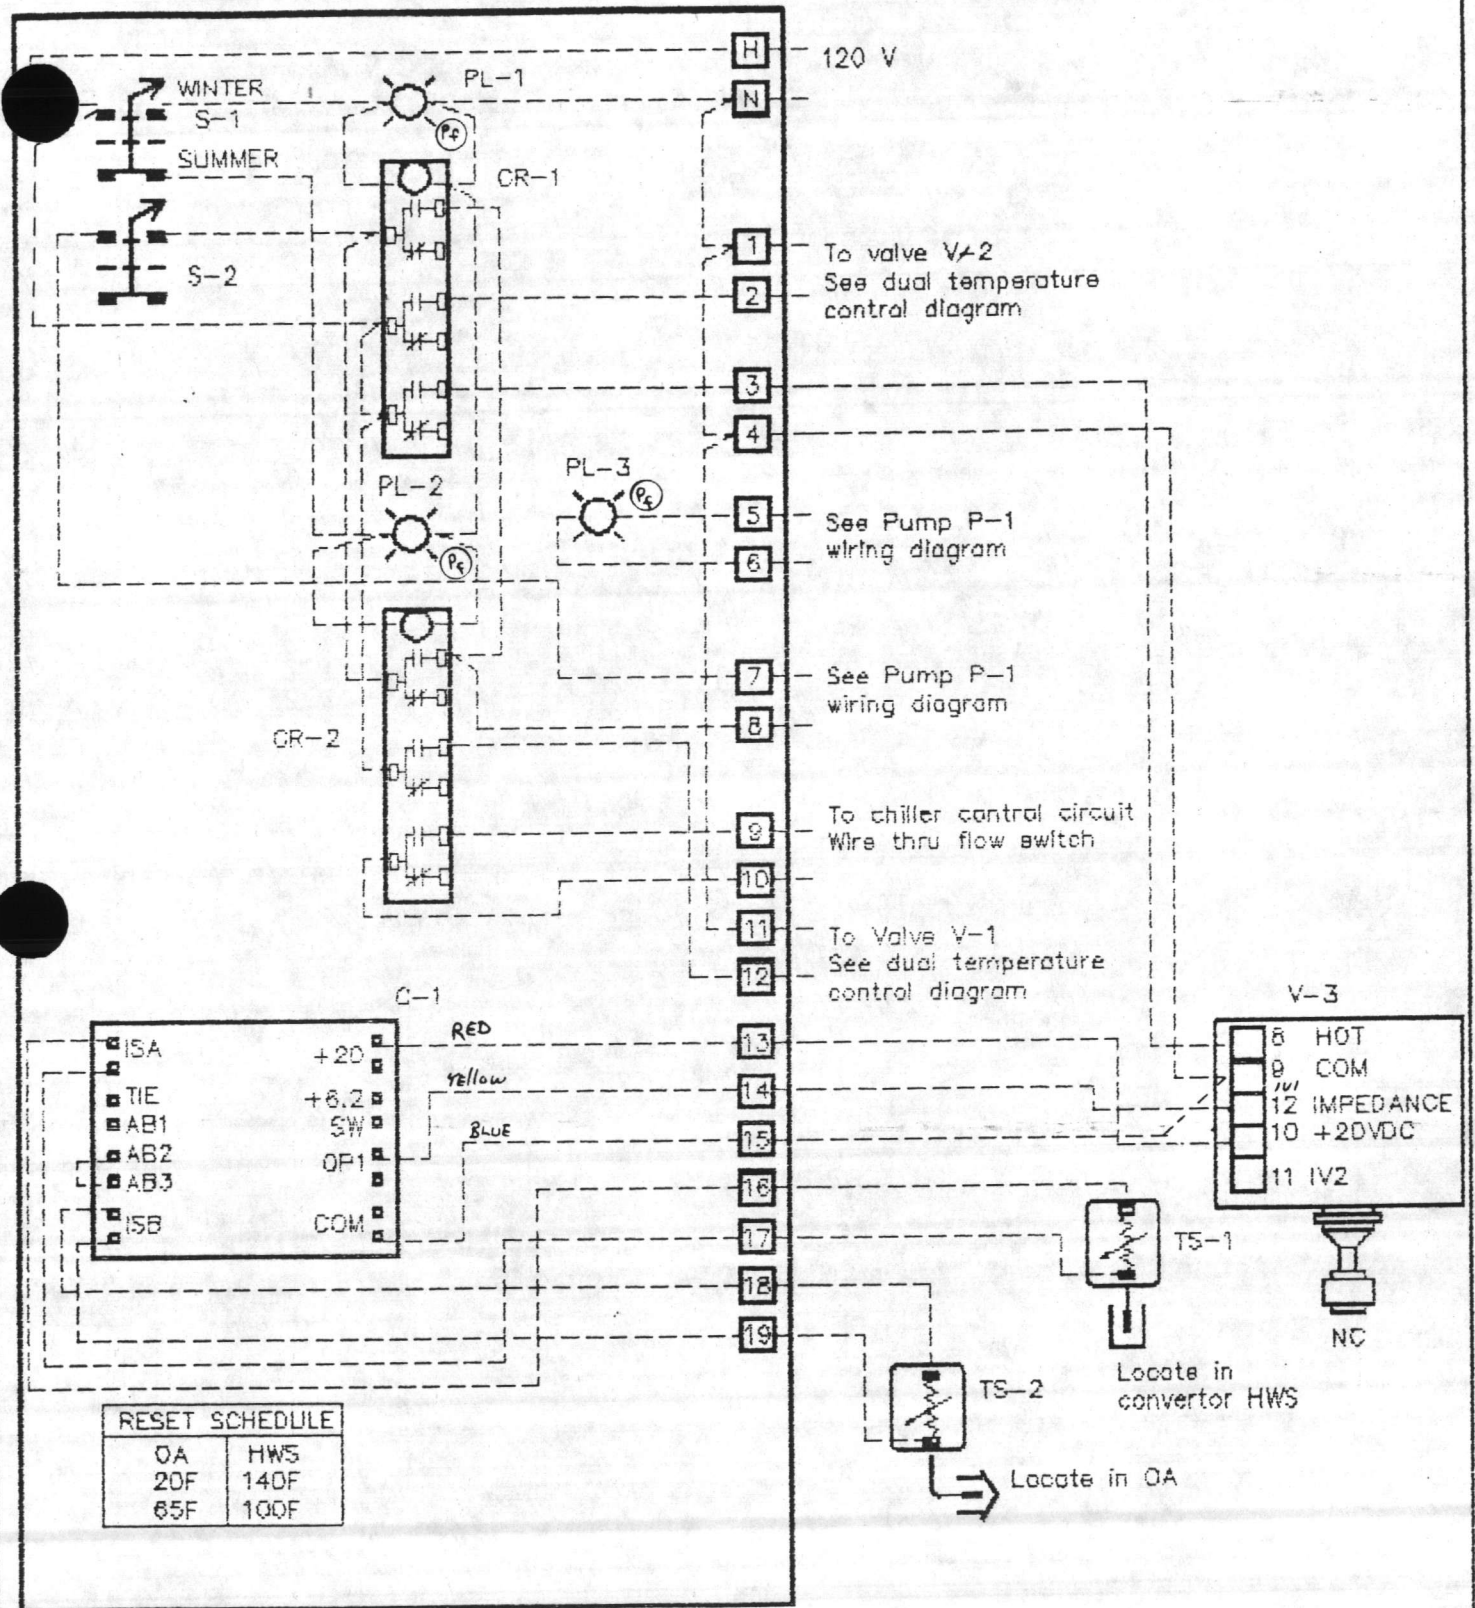 H
120 V
N
WINTER
S-1
SUMMER
PL-1
Pf
CR-1
S-2
1
To valve V-2
2
See dual temperature
control diagram
3
4
PL-2
Pf
PL-3
Pf
5
See Pump P-1
6
wiring diagram
7
See Pump P-1
8
wiring diagram
CR-2
9
To chiller control circuit
Wire thru flow switch
10
11
To Valve V-1
12
See dual temperature
control diagram
C-1
ISA
TIE
AB1
AB2
AB3
ISB
+20
+6.2
SW
OP1
COM
RED
YELLOW
BLUE
13
14
15
16
17
18
19
V-3
8 HOT
9 COM
IV1
12 IMPEDANCE
10 +20VDC
11 IV2
NC
TS-1
Locate in
convertor HWS
TS-2
Locate in OA
RESET SCHEDULE
OA HWS
20F 140F
65F 100F